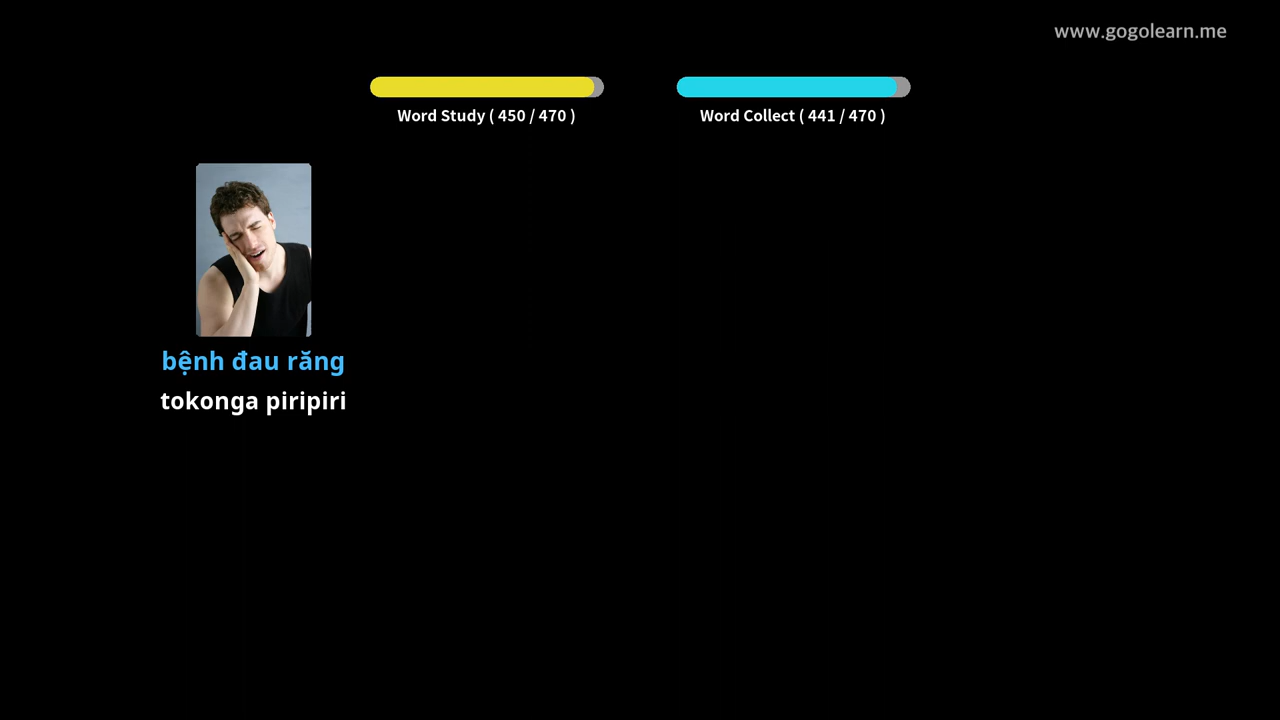 www.gogolearn.me
Word Study ( 450 / 470 )
Word Collect ( 441 / 470 )
bệnh đau răng
tokonga piripiri